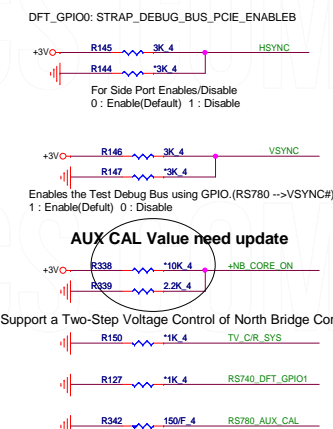 DFT_GPIO0: STRAP_DEBUG_BUS_PCIE_ENABLEB
+3VO R145 3K_4 HSYNC
R144 *3K_4
For Side Port Enables/Disable
0 : Enable(Default) 1 : Disable
+3VO R146 3K_4 VSYNC
R147 *3K_4
Enables the Test Debug Bus using GPIO.(RS780 -->VSYNC#)
1 : Enable(Defult) 0 : Disable
AUX CAL Value need update
+3VO R338 *10K_4 +NB_CORE_ON
R339 2.2K_4
Support a Two-Step Voltage Control of North Bridge Cor
R150 *1K_4 TV_C/R_SYS
R127 *1K_4 RS740_DFT_GPIO1
R342 150/F_4 RS780_AUX_CAL